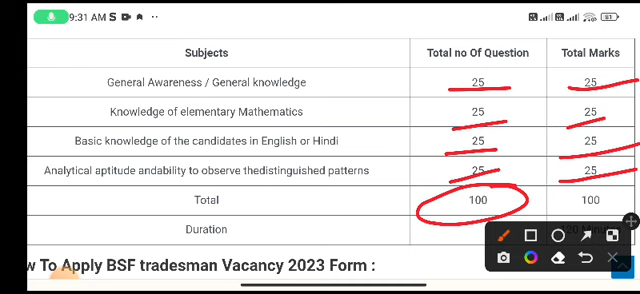 9:31 AM S
Subjects Total no Of Question Total Marks
General Awareness / General knowledge 25 25
Knowledge of elementary Mathematics 25 25
Basic knowledge of the candidates in English or Hindi 25 25
Analytical aptitude andability to observe thedistinguished patterns 25 25
Total 100 100
Duration
w To Apply BSF tradesman Vacancy 2023 Form :